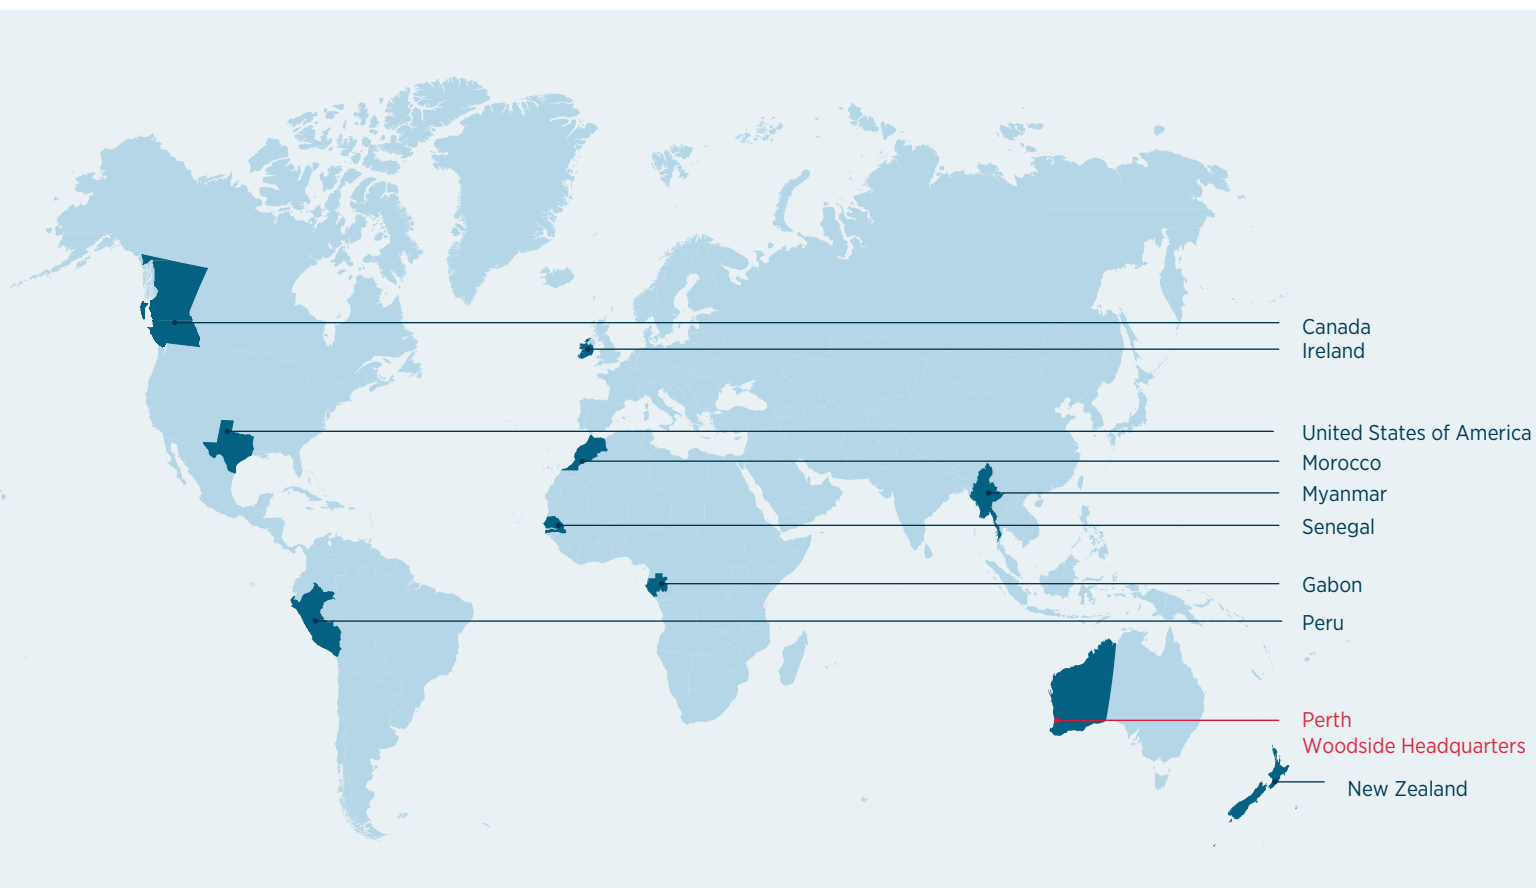 Canada
Ireland
United States of America
Morocco
Myanmar
Senegal
Gabon
Peru
Perth
Woodside Headquarters
New Zealand